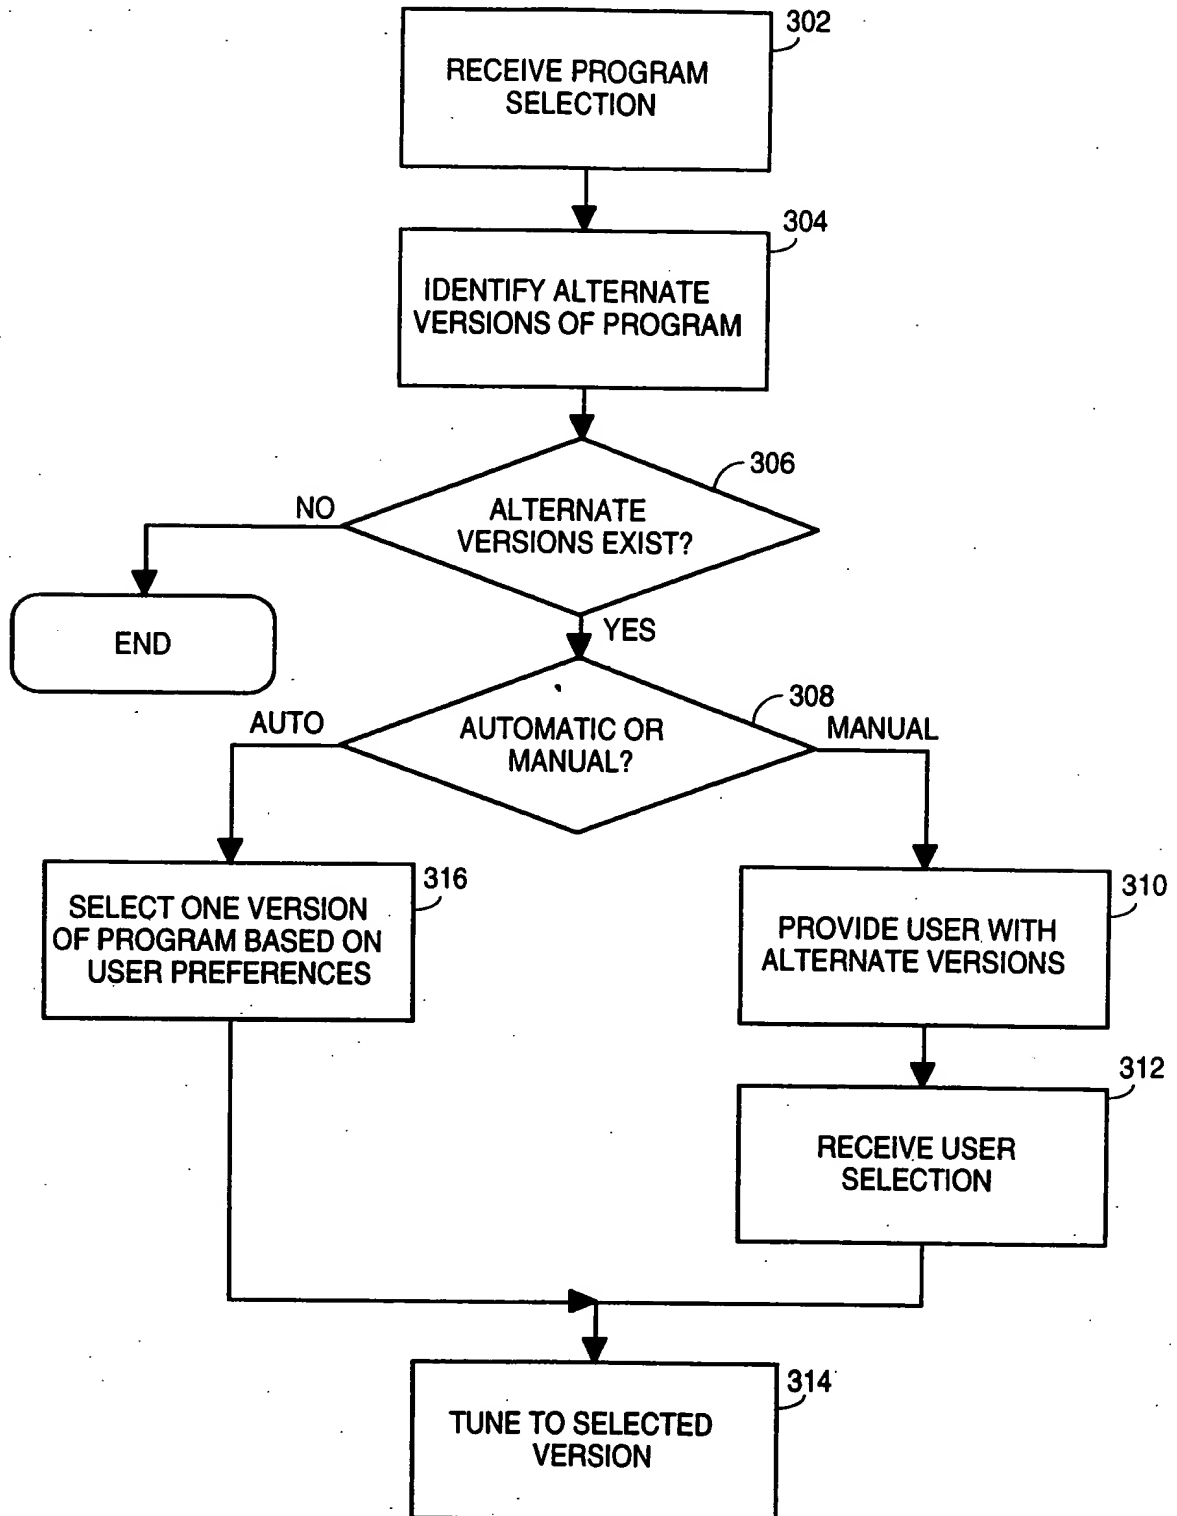 302
RECEIVE PROGRAM
SELECTION
304
IDENTIFY ALTERNATE
VERSIONS OF PROGRAM
306
NO
ALTERNATE
VERSIONS EXIST?
END
YES
308
AUTO
AUTOMATIC OR
MANUAL?
MANUAL
316
SELECT ONE VERSION
OF PROGRAM BASED ON
USER PREFERENCES
310
PROVIDE USER WITH
ALTERNATE VERSIONS
312
RECEIVE USER
SELECTION
314
TUNE TO SELECTED
VERSION